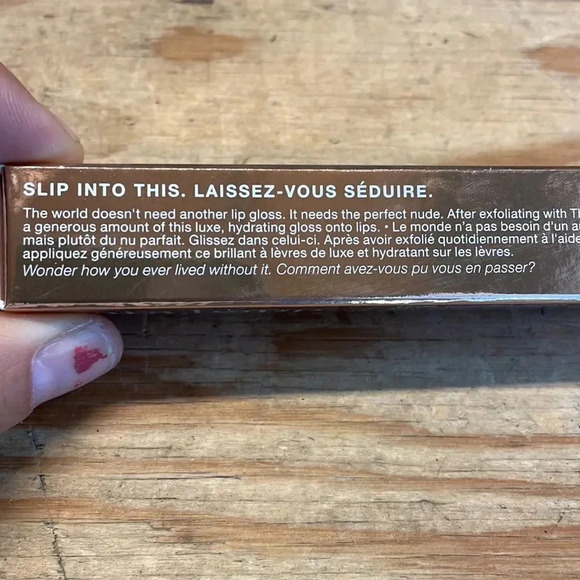 SLIP INTO THIS. LAISSEZ-VOUS SÉDUIRE.
The world doesn't need another lip gloss. It needs the perfect nude. After exfoliating with
a generous amount of this luxe, hydrating gloss onto lips. • Le monde n'a pas besoin d'un
mais plutôt du nu parfait. Glissez dans celui-ci. Après avoir exfolié quotidiennement à l'aide
appliquez généreusement ce brillant à lèvres de luxe et hydratant sur les lèvres.
Wonder how you ever lived without it. Comment avez-vous pu vous en passer?